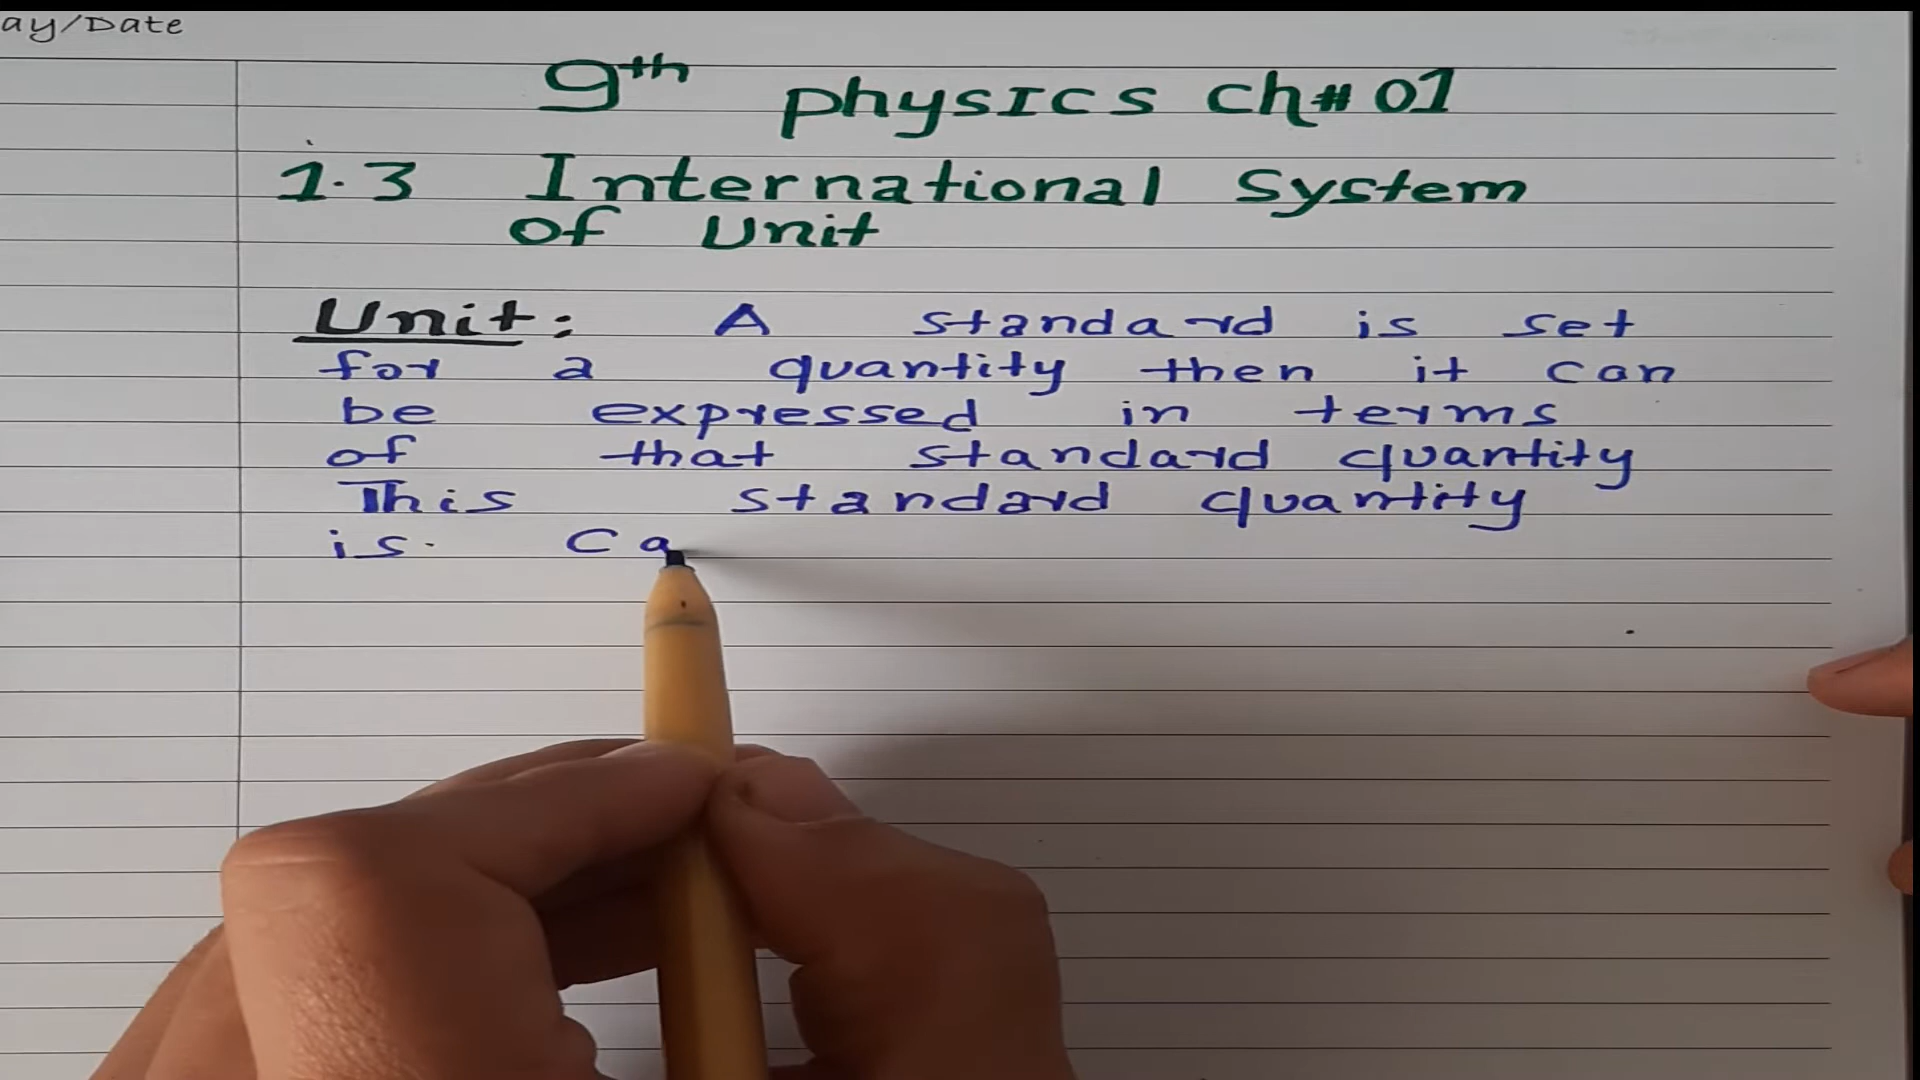 ay/Date
9th physics ch# 01
1.3 International System
of Unit
Unit: A standard is set
for a quantity then it can
be expressed in terms
of that standard quantity
This standard quantity
is. Ca